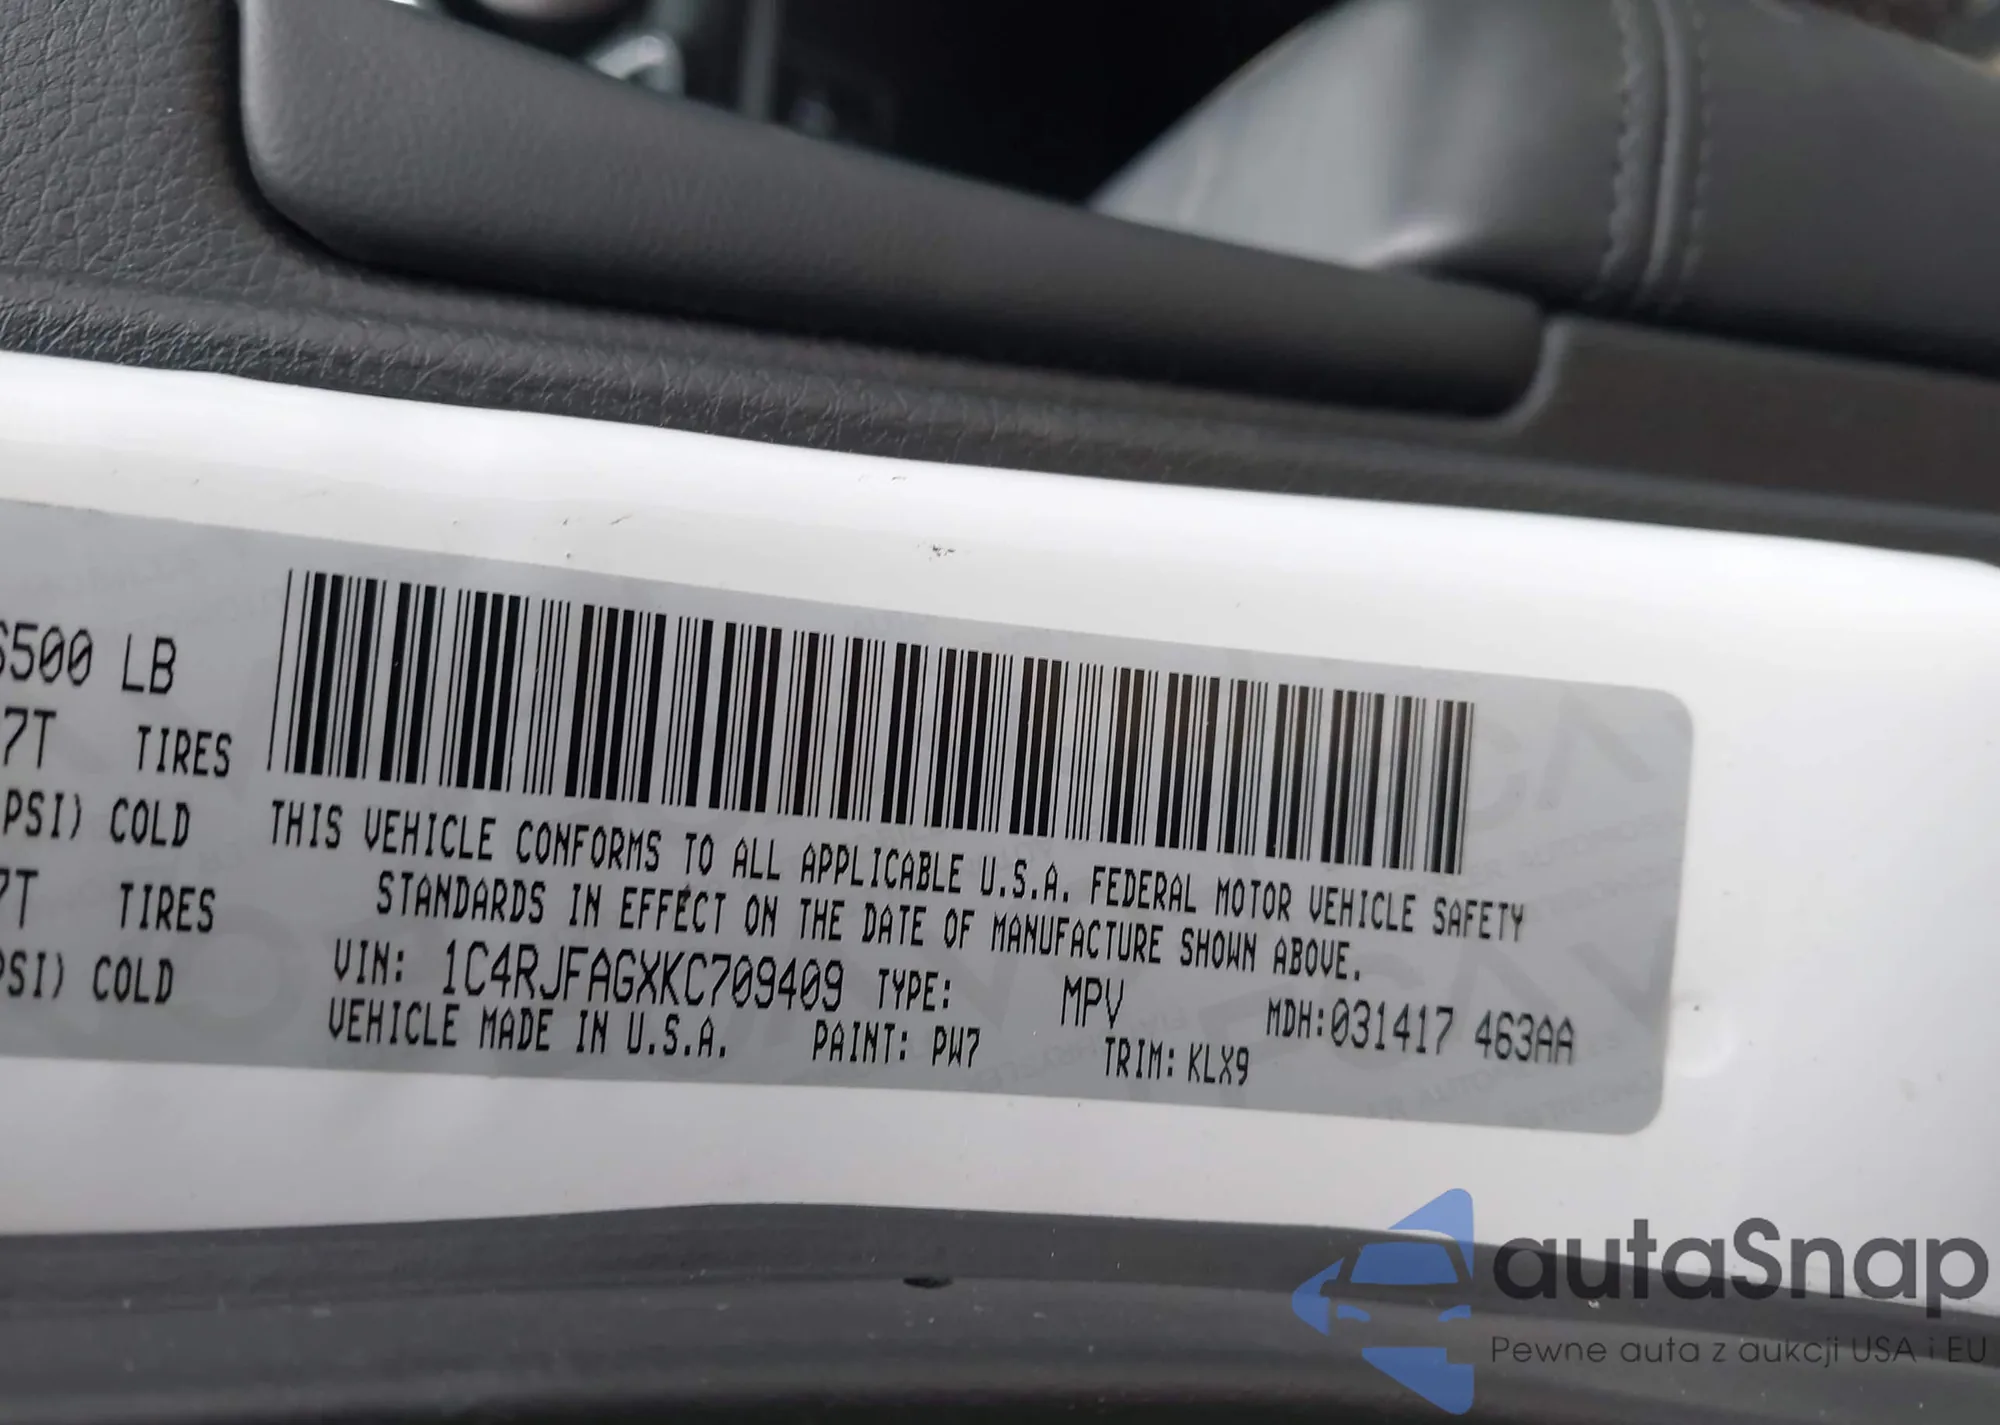 6500 LB
7T TIRES
PSI) COLD
7T TIRES
PSI) COLD
THIS VEHICLE CONFORMS TO ALL APPLICABLE U.S.A. FEDERAL MOTOR VEHICLE SAFETY
STANDARDS IN EFFECT ON THE DATE OF MANUFACTURE SHOWN ABOVE.
VIN: 1C4RJFAGXKC709409 TYPE: MPV MDH:031417 463AA
VEHICLE MADE IN U.S.A. PAINT: PW7 TRIM: KLX9
autaSnap
Pewne auta z aukcji USA i EU